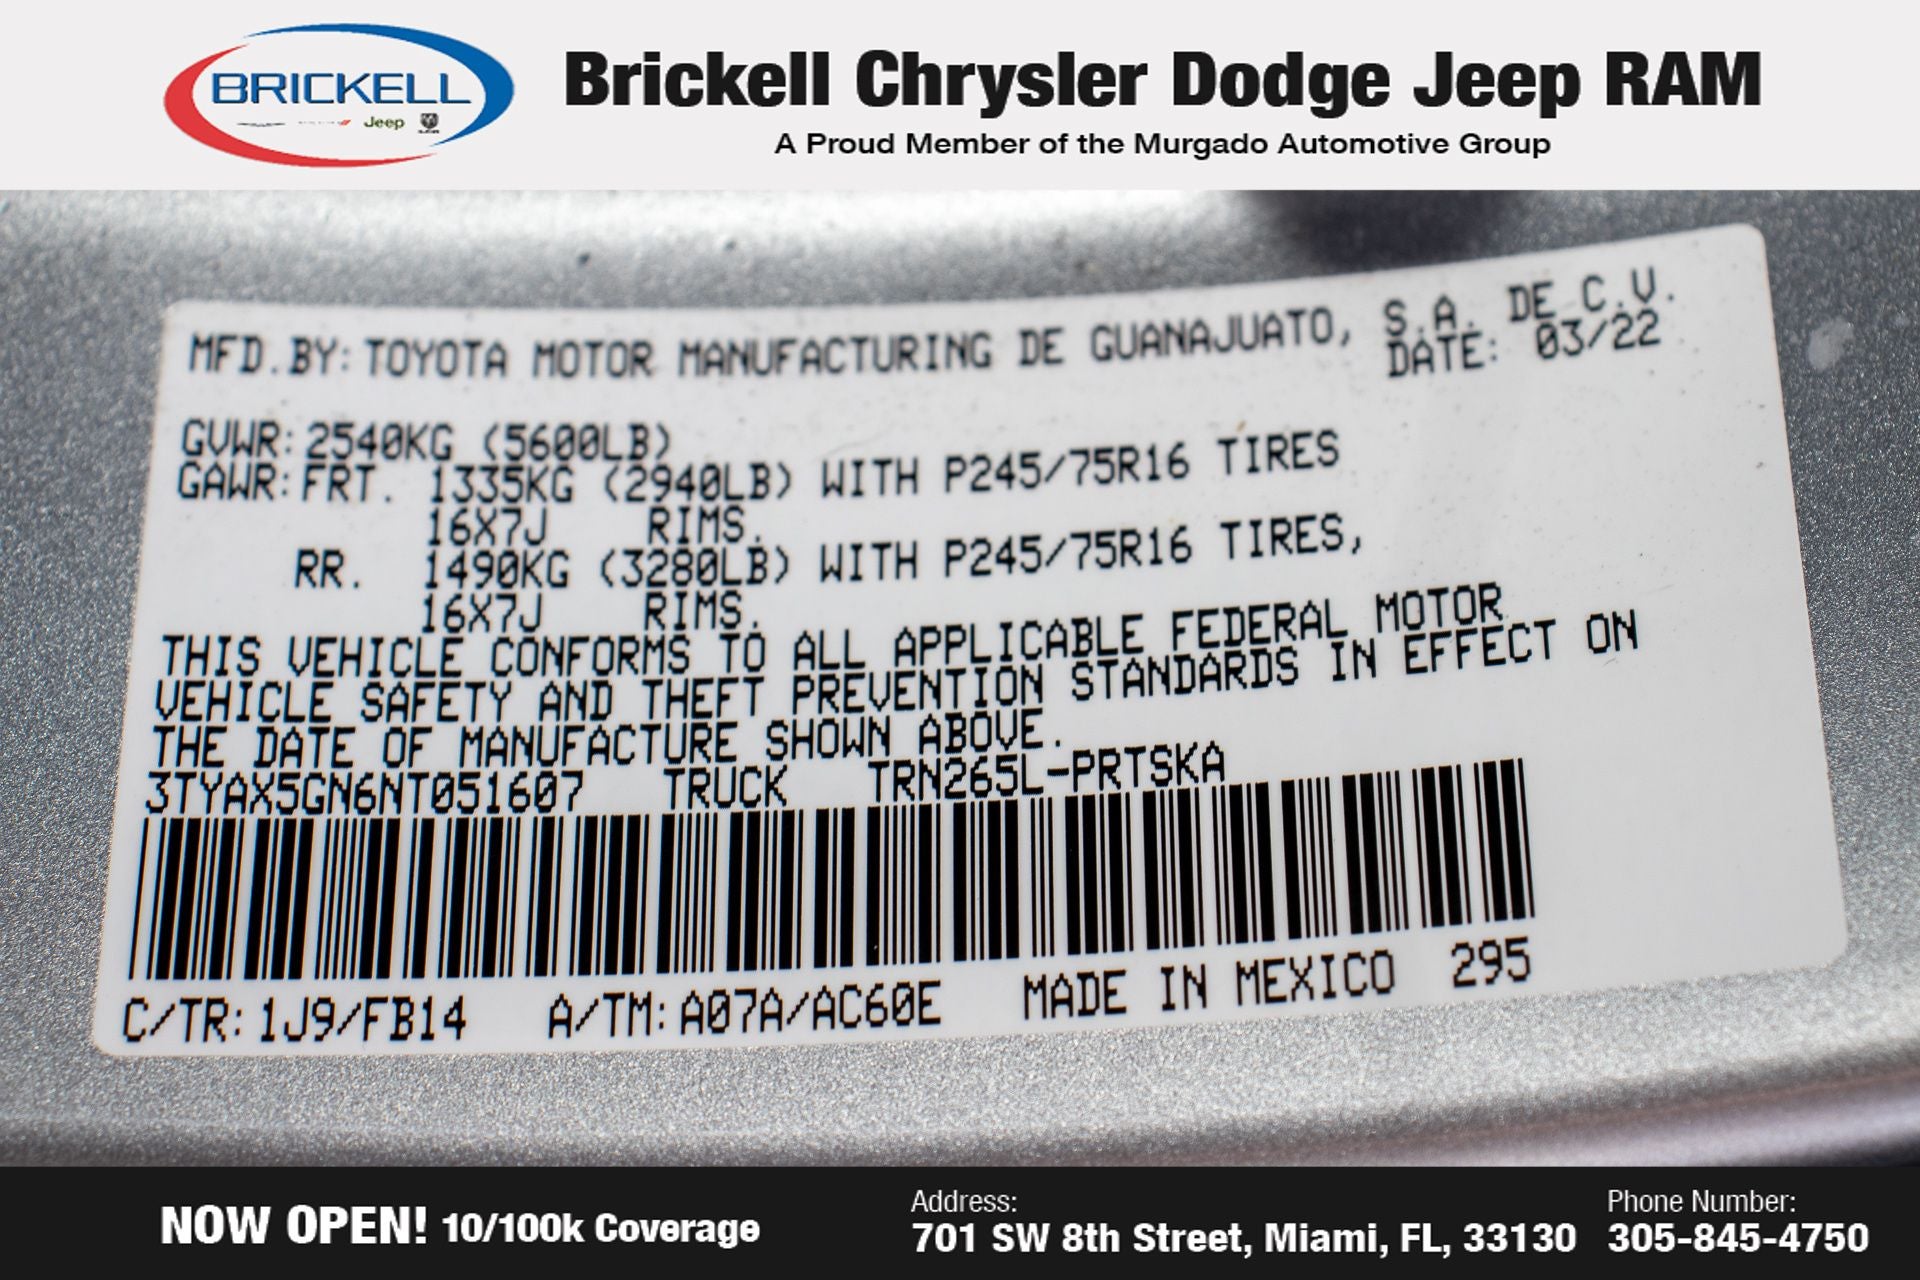 BRICKELL
Jeep
RAM
Brickell Chrysler Dodge Jeep RAM
A Proud Member of the Murgado Automotive Group
MFD.BY: TOYOTA MOTOR MANUFACTURING DE GUANAJUATO, S.A. DE C.V.
DATE: 03/22
GVWR: 2540KG (5600LB)
GAWR: FRT. 1335KG (2940LB) WITH P245/75R16 TIRES
16X7J RIMS.
RR. 1490KG (3280LB) WITH P245/75R16 TIRES,
16X7J RIMS.
THIS VEHICLE CONFORMS TO ALL APPLICABLE FEDERAL MOTOR
VEHICLE SAFETY AND THEFT PREVENTION STANDARDS IN EFFECT ON
THE DATE OF MANUFACTURE SHOWN ABOVE.
3TYAX5GN6NT051607 TRUCK TRN265L-PRTSKA
C/TR: 1J9/FB14 A/TM: A07A/AC60E MADE IN MEXICO 295
NOW OPEN! 10/100k Coverage
Address:
701 SW 8th Street, Miami, FL, 33130
Phone Number:
305-845-4750